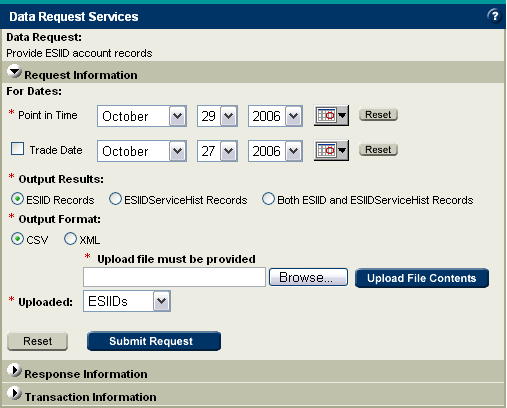 Data Request Services ?
Data Request:
Provide ESIID account records
Request Information
For Dates:
* Point in Time October 29 2006 Reset
Trade Date October 27 2006 Reset
* Output Results:
ESIID Records ESIIDServiceHist Records Both ESIID and ESIIDServiceHist Records
* Output Format:
CSV XML
* Upload file must be provided
Browse... Upload File Contents
* Uploaded: ESIIDs
Reset Submit Request
Response Information
Transaction Information